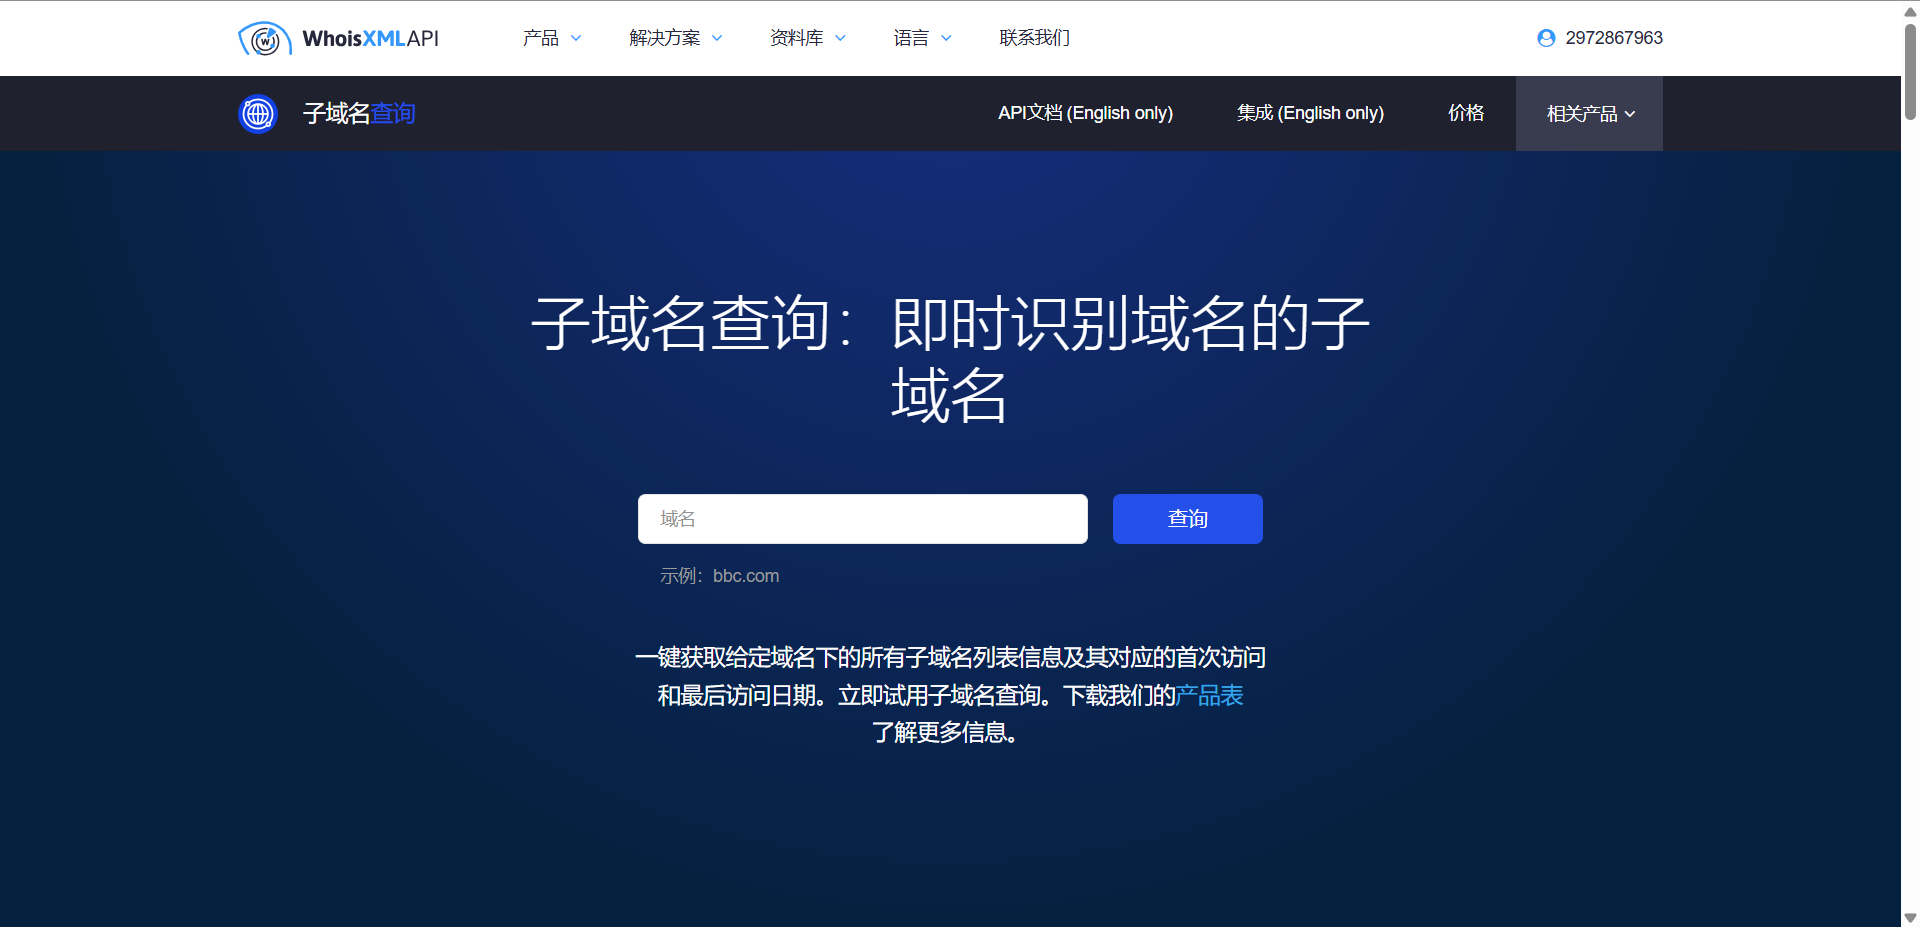 WhoisXMLAPI 产品 解决方案 资料库 语言 联系我们 2972867963
子域名查询 API文档 (English only) 集成 (English only) 价格 相关产品
子域名查询：即时识别域名的子
域名
域名 查询
示例：bbc.com
一键获取给定域名下的所有子域名列表信息及其对应的首次访问
和最后访问日期。立即试用子域名查询。下载我们的产品表
了解更多信息。